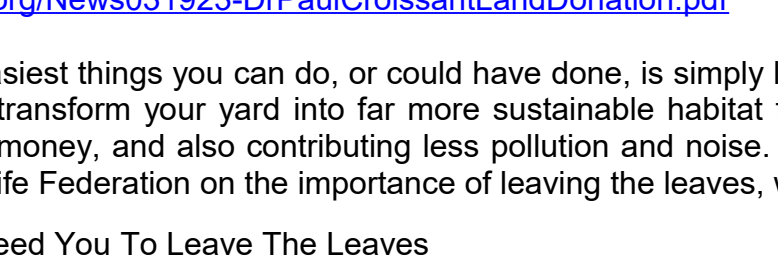 org/News031923-DrPaulCroissantLandDonation.pdf
asiest things you can do, or could have done, is simply
transform your yard into far more sustainable habitat
money, and also contributing less pollution and noise.
ife Federation on the importance of leaving the leaves,
eed You To Leave The Leaves